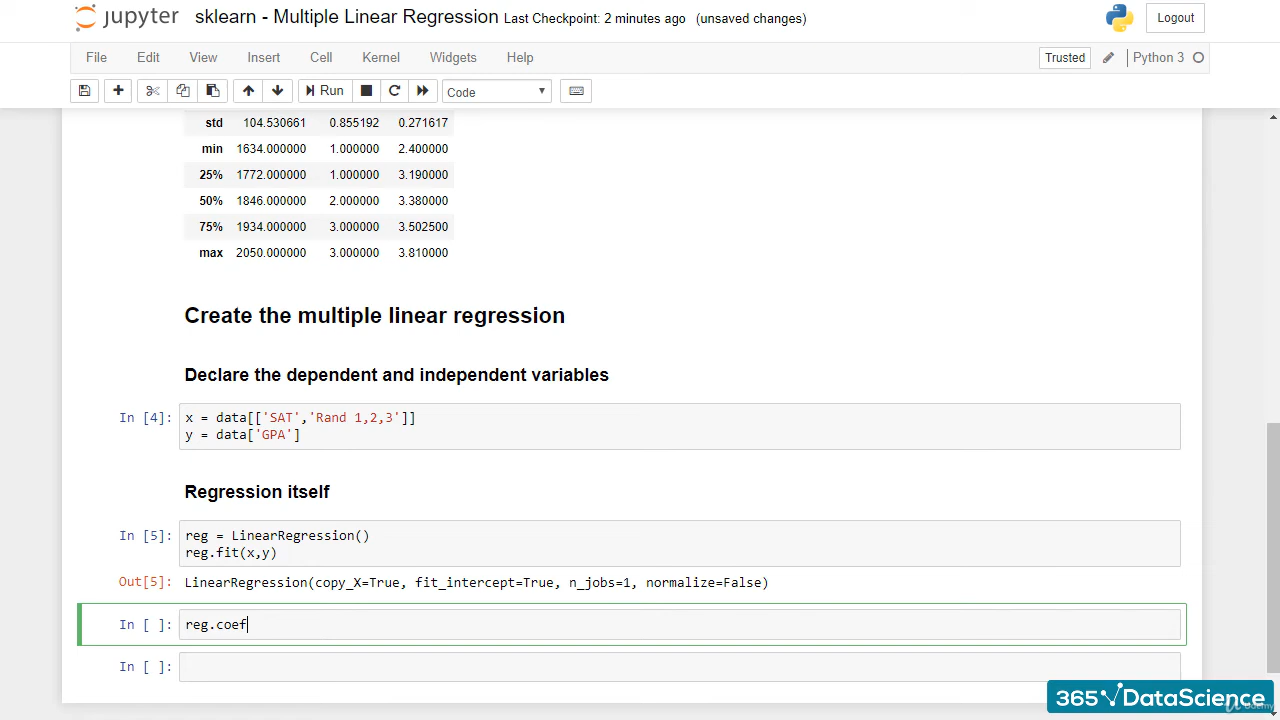 jupyter sklearn - Multiple Linear Regression Last Checkpoint: 2 minutes ago (unsaved changes) Logout
File Edit View Insert Cell Kernel Widgets Help Trusted Python 3
Run Code
std 104.530661 0.855192 0.271617
min 1634.000000 1.000000 2.400000
25% 1772.000000 1.000000 3.190000
50% 1846.000000 2.000000 3.380000
75% 1934.000000 3.000000 3.502500
max 2050.000000 3.000000 3.810000
Create the multiple linear regression
Declare the dependent and independent variables
In [4]: x = data[['SAT','Rand 1,2,3']]
y = data['GPA']
Regression itself
In [5]: reg = LinearRegression()
reg.fit(x,y)
Out[5]: LinearRegression(copy_X=True, fit_intercept=True, n_jobs=1, normalize=False)
In [ ]: reg.coef
In [ ]:
365 DataScience
Udemy